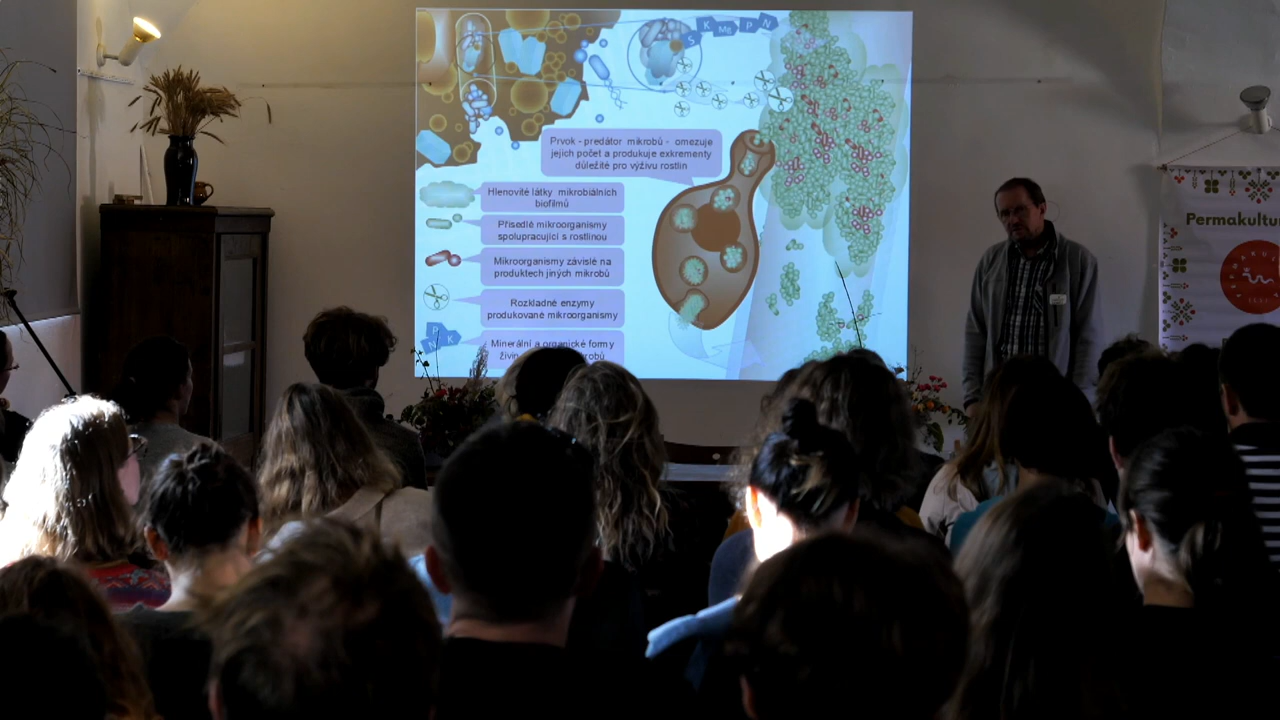 S K Mg P N
Prvok - predátor mikrobů - omezuje
jejich počet a produkuje exkrementy
důležité pro výživu rostlin
Hlenovité látky mikrobiálních
biofilmů
Přisedlé mikroorganismy
spolupracující s rostlinou
Mikroorganismy závislé na
produktech jiných mikrobů
Rozkladné enzymy
produkované mikroorganismy
P
N K
Minerální a organické formy
Permakultu